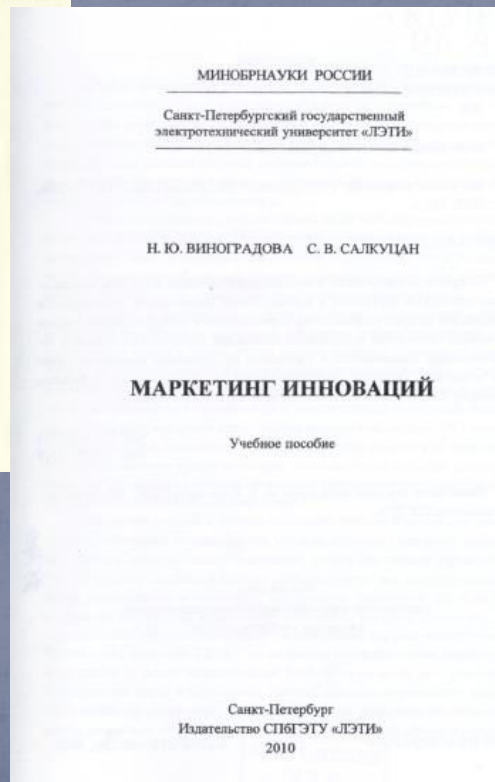 МИНОБРНАУКИ РОССИИ
Санкт-Петербургский государственный
электротехнический университет «ЛЭТИ»
Н. Ю. ВИНОГРАДОВА С. В. САЛКУЦАН
МАРКЕТИНГ ИННОВАЦИЙ
Учебное пособие
Санкт-Петербург
Издательство СПбГЭТУ «ЛЭТИ»
2010